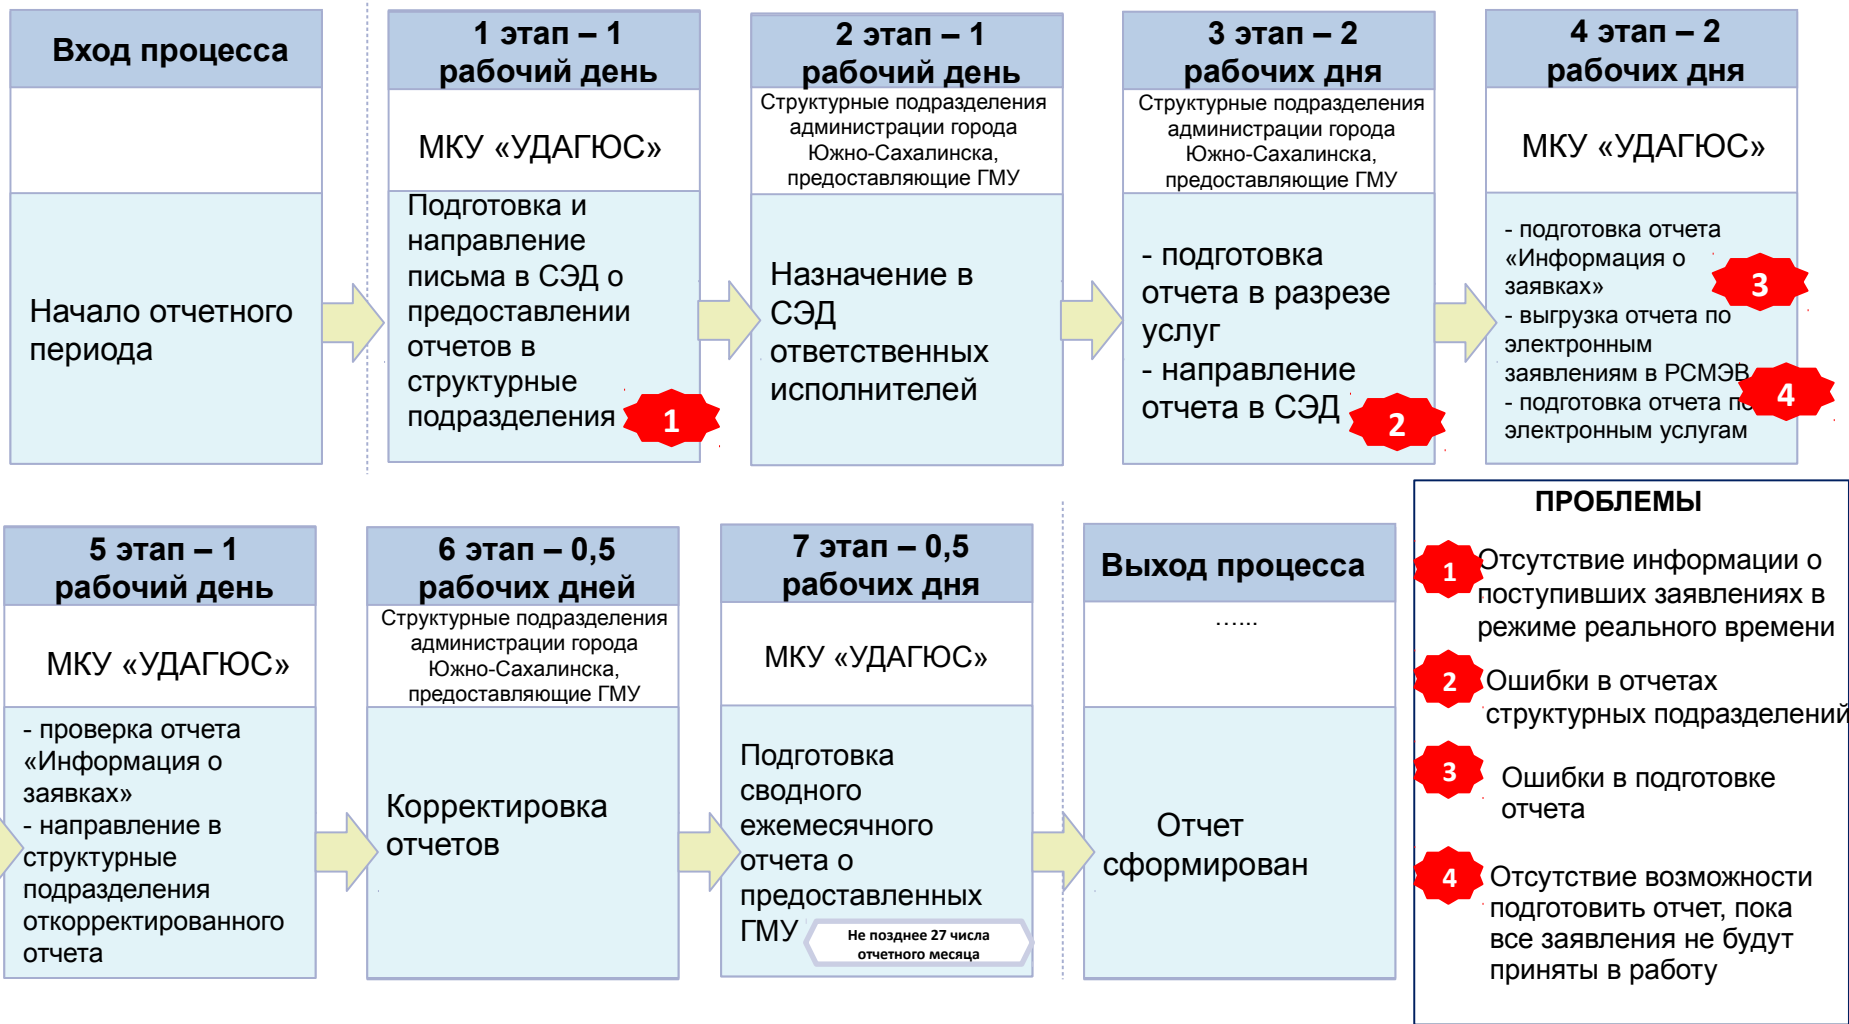 Вход процесса
Начало отчетного
периода
1 этап – 1
рабочий день
МКУ «УДАГЮС»
Подготовка и
направление
письма в СЭД о
предоставлении
отчетов в
структурные
подразделения
1
2 этап – 1
рабочий день
Структурные подразделения
администрации города
Южно-Сахалинска,
предоставляющие ГМУ
Назначение в
СЭД
ответственных
исполнителей
3 этап – 2
рабочих дня
Структурные подразделения
администрации города
Южно-Сахалинска,
предоставляющие ГМУ
- подготовка
отчета в разрезе
услуг
- направление
отчета в СЭД
2
4 этап – 2
рабочих дня
МКУ «УДАГЮС»
- подготовка отчета
«Информация о
заявках»
3
- выгрузка отчета по
электронным
заявлениям в РСМЭВ
4
- подготовка отчета по
электронным услугам
5 этап – 1
рабочий день
МКУ «УДАГЮС»
- проверка отчета
«Информация о
заявках»
- направление в
структурные
подразделения
откорректированного
отчета
6 этап – 0,5
рабочих дней
Структурные подразделения
администрации города
Южно-Сахалинска,
предоставляющие ГМУ
Корректировка
отчетов
7 этап – 0,5
рабочих дня
МКУ «УДАГЮС»
Подготовка
сводного
ежемесячного
отчета о
предоставленных
ГМУ
Не позднее 27 числа
отчетного месяца
Выход процесса
…...
Отчет
сформирован
ПРОБЛЕМЫ
1 Отсутствие информации о
поступивших заявлениях в
режиме реального времени
2 Ошибки в отчетах
структурных подразделений
3 Ошибки в подготовке
отчета
4 Отсутствие возможности
подготовить отчет, пока
все заявления не будут
приняты в работу